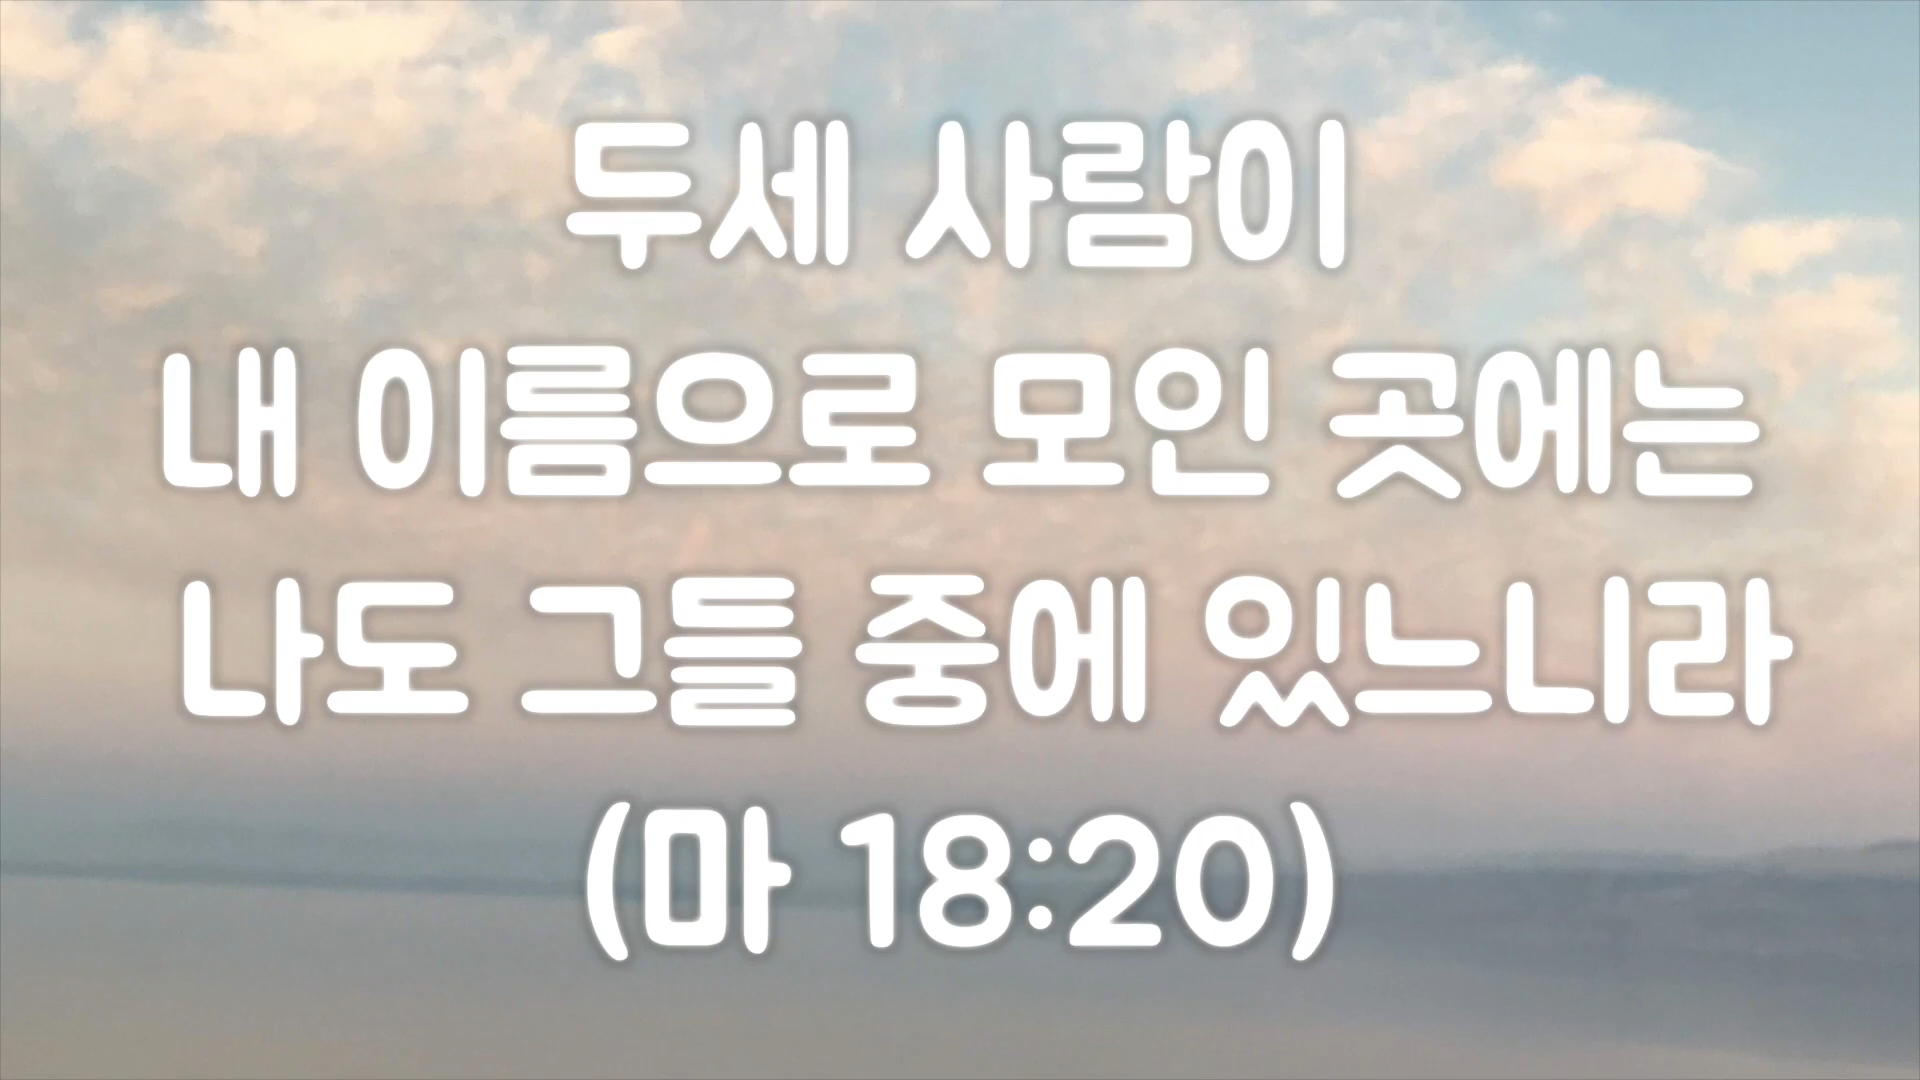 두세 사람이
내 이름으로 모인 곳에는
나도 그들 중에 있느니라
(마 18:20)